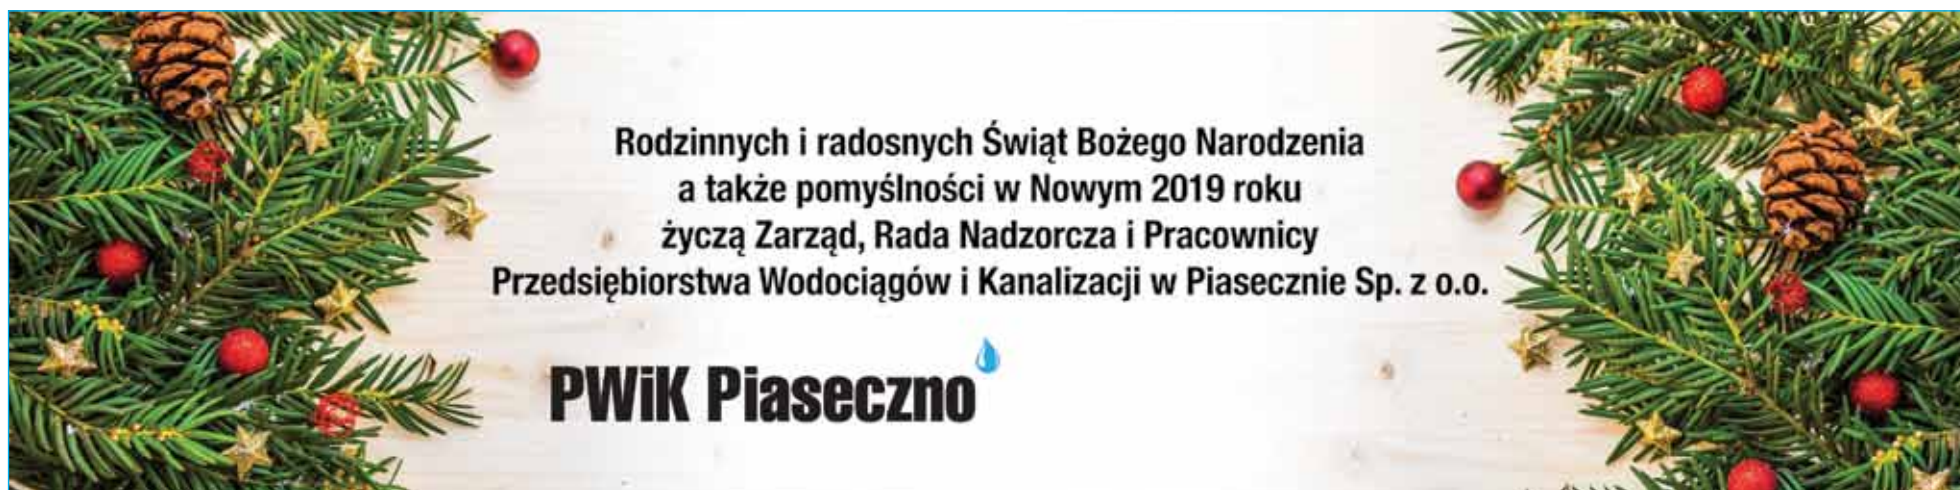 Rodzinnych i radosnych Świąt Bożego Narodzenia
a także pomyślności w Nowym 2019 roku
życzą Zarząd, Rada Nadzorcza i Pracownicy
Przedsiębiorstwa Wodociągów i Kanalizacji w Piasecznie Sp. z o.o.
PWiK Piaseczno